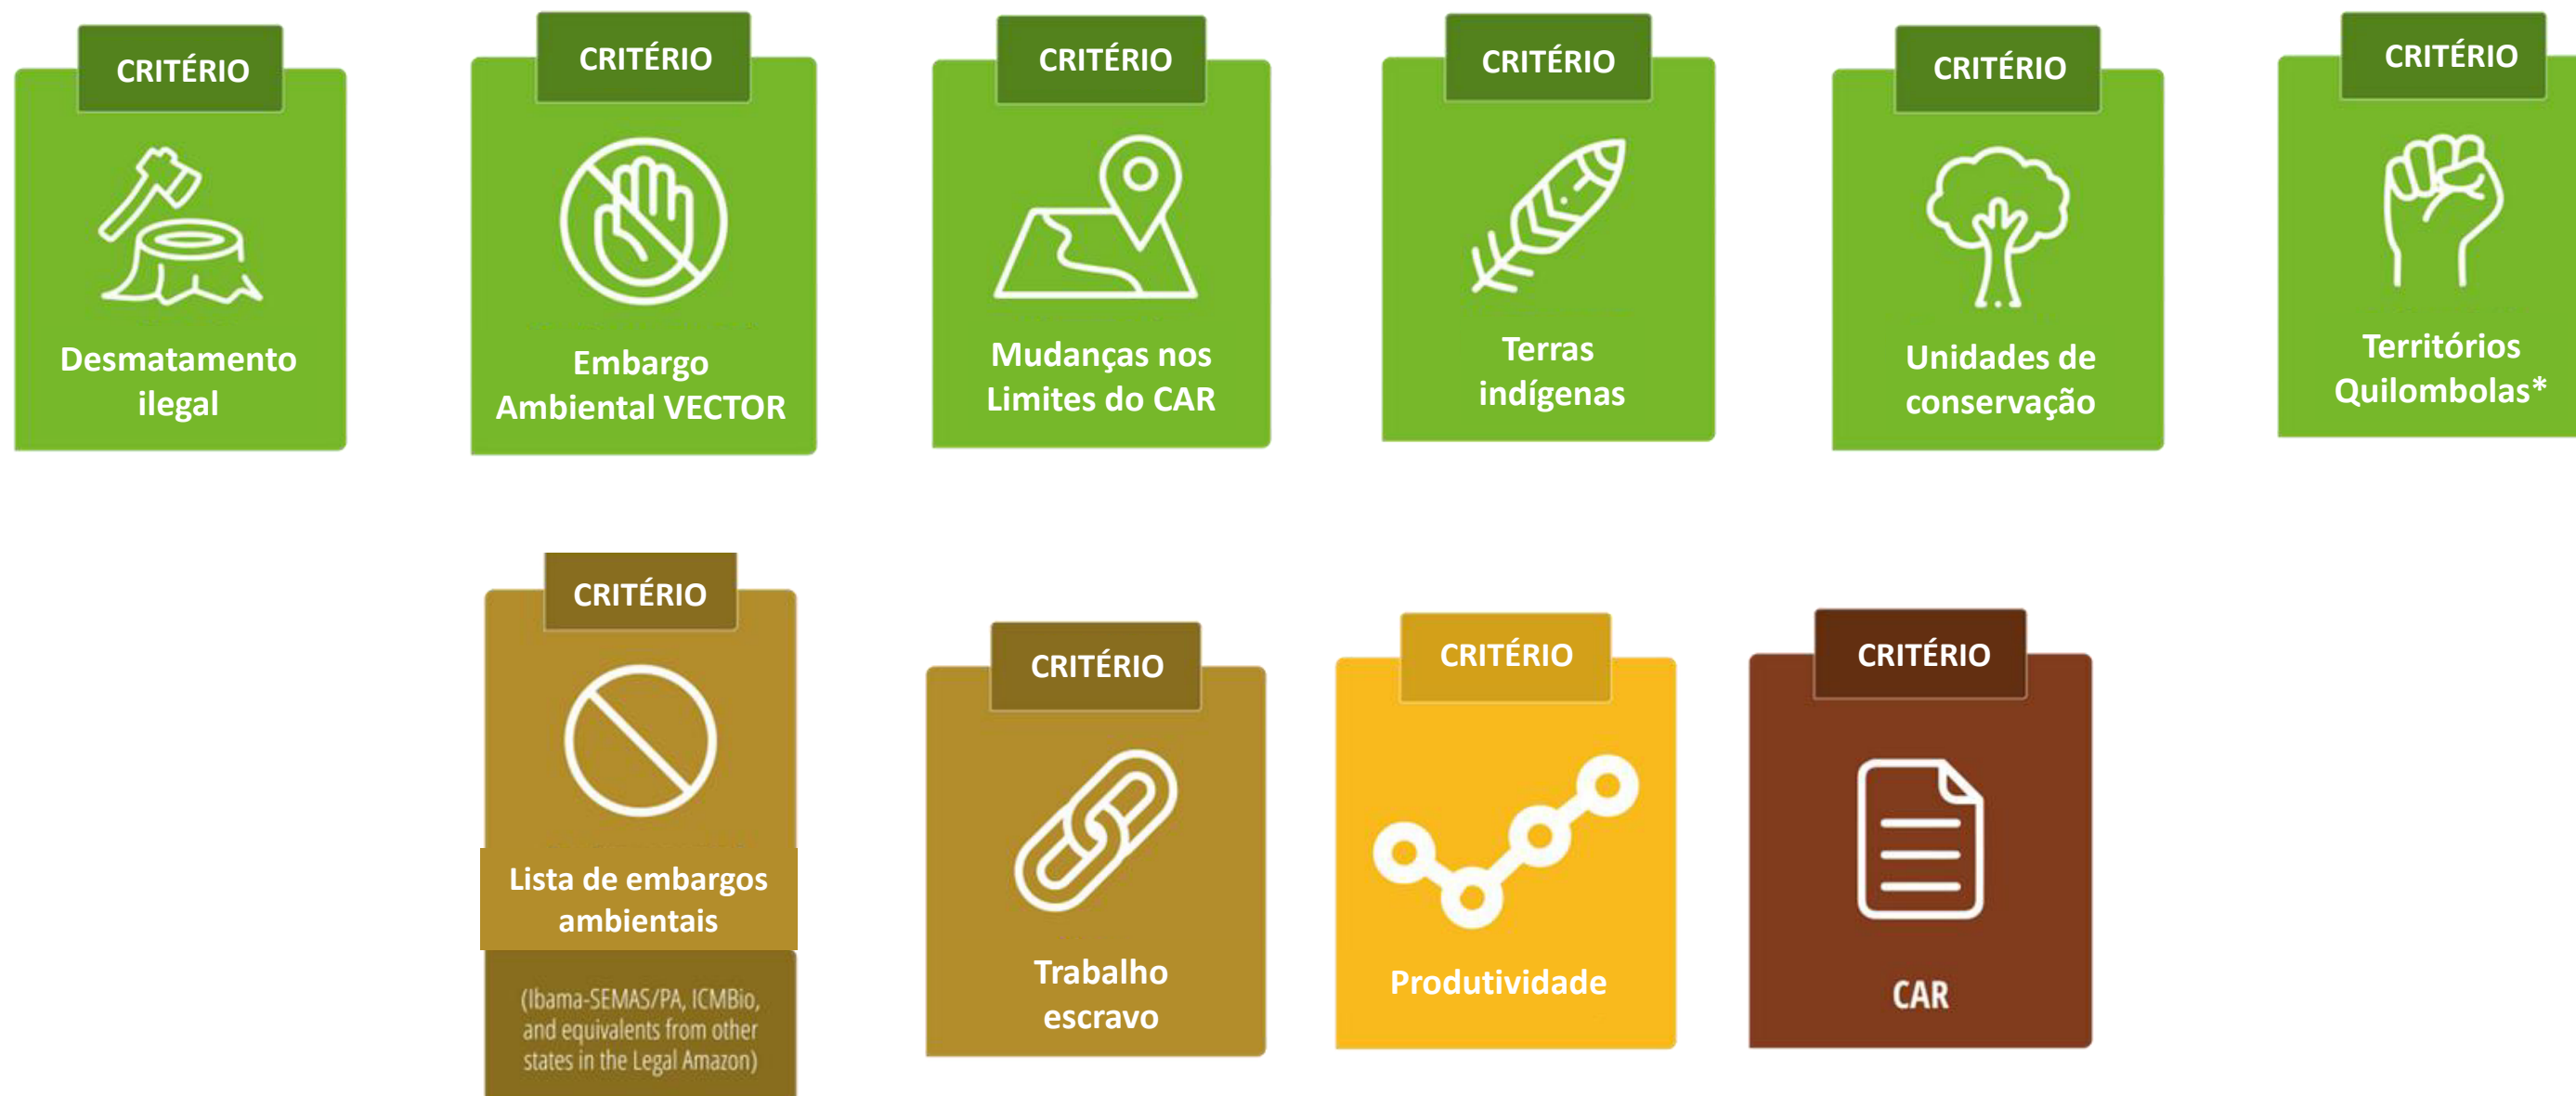 CRITÉRIO
Desmatamento
ilegal
CRITÉRIO
Embargo
Ambiental VECTOR
CRITÉRIO
Mudanças nos
Limites do CAR
CRITÉRIO
Terras
indígenas
CRITÉRIO
Unidades de
conservação
CRITÉRIO
Territórios
Quilombolas*
CRITÉRIO
Lista de embargos
ambientais
(Ibama-SEMAS/PA, ICMBio,
and equivalents from other
states in the Legal Amazon)
CRITÉRIO
Trabalho
escravo
CRITÉRIO
Produtividade
CRITÉRIO
CAR